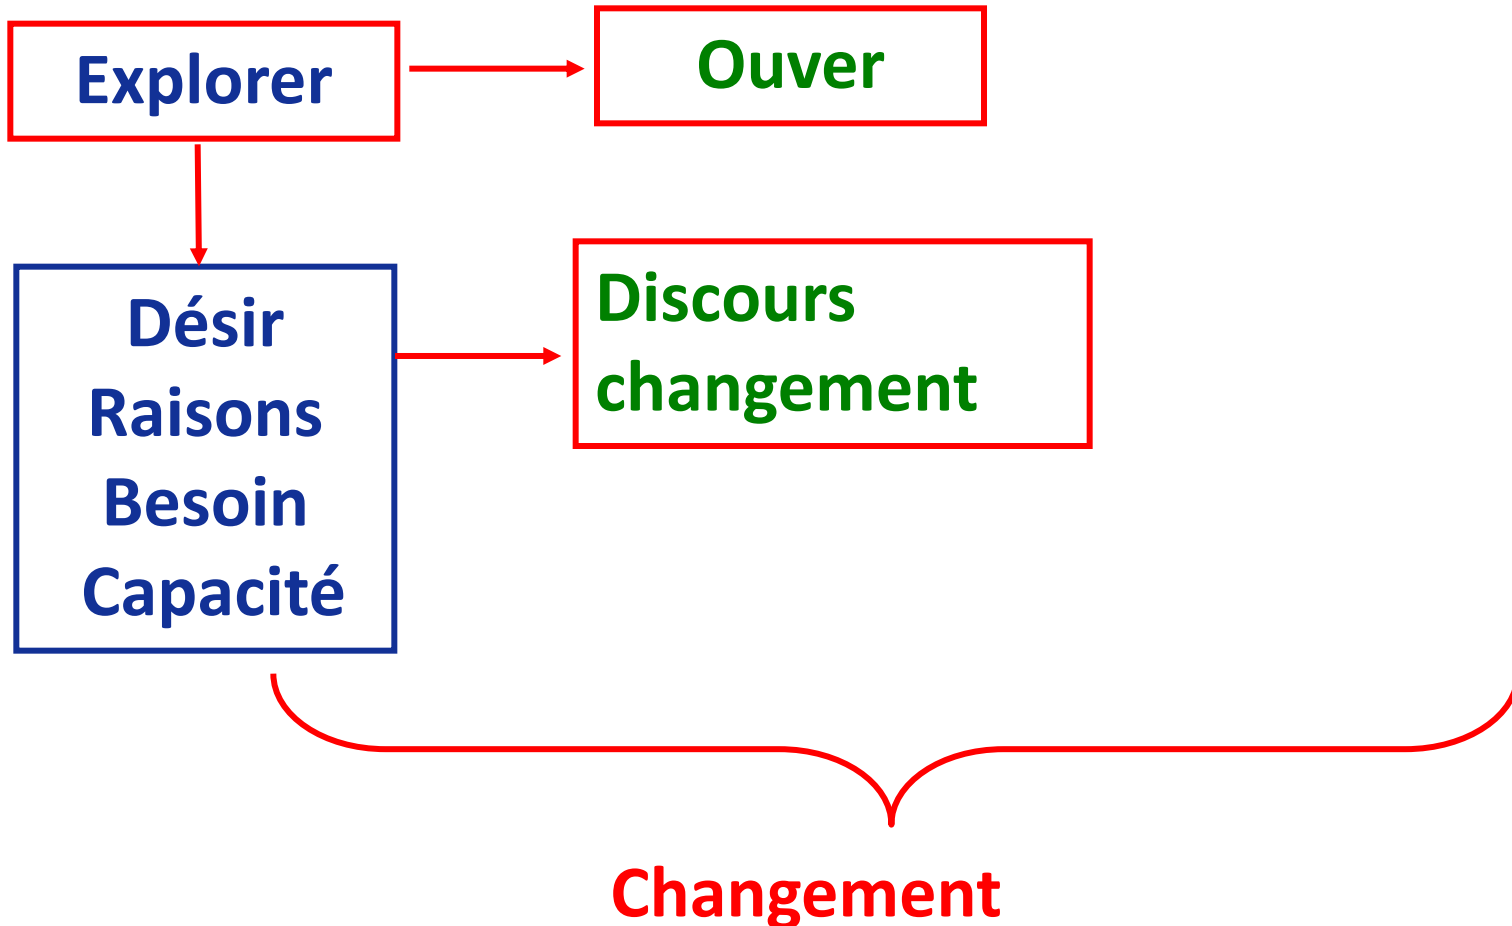 Explorer
Ouver
Désir
Raisons
Besoin
Capacité
Discours
changement
Changement